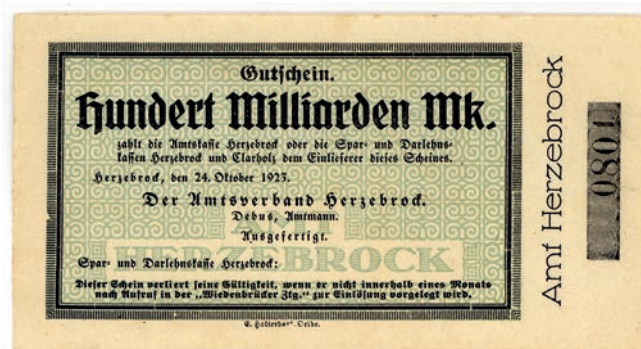 Gutschein.
Hundert Milliarden Mk.
zahlt die Amtskasse Herzebrock oder die Spar- und Darlehns-
kassen Herzebrock und Clarholz dem Einlieferer dieses Scheines.
Herzebrock, den 24. Oktober 1923.
Der Amtsverband Herzebrock.
Debus, Amtmann.
Ausgefertigt.
AMT
HERZEBROCK
Spar- und Darlehnskasse Herzebrock:
Dieser Schein verliert seine Gültigkeit, wenn er nicht innerhalb eines Monats
nach Aufruf in der „Wiedenbrücker Ztg.“ zur Einlösung vorgelegt wird.
E. Holterdorf, Oelde.
Amt Herzebrock
0801